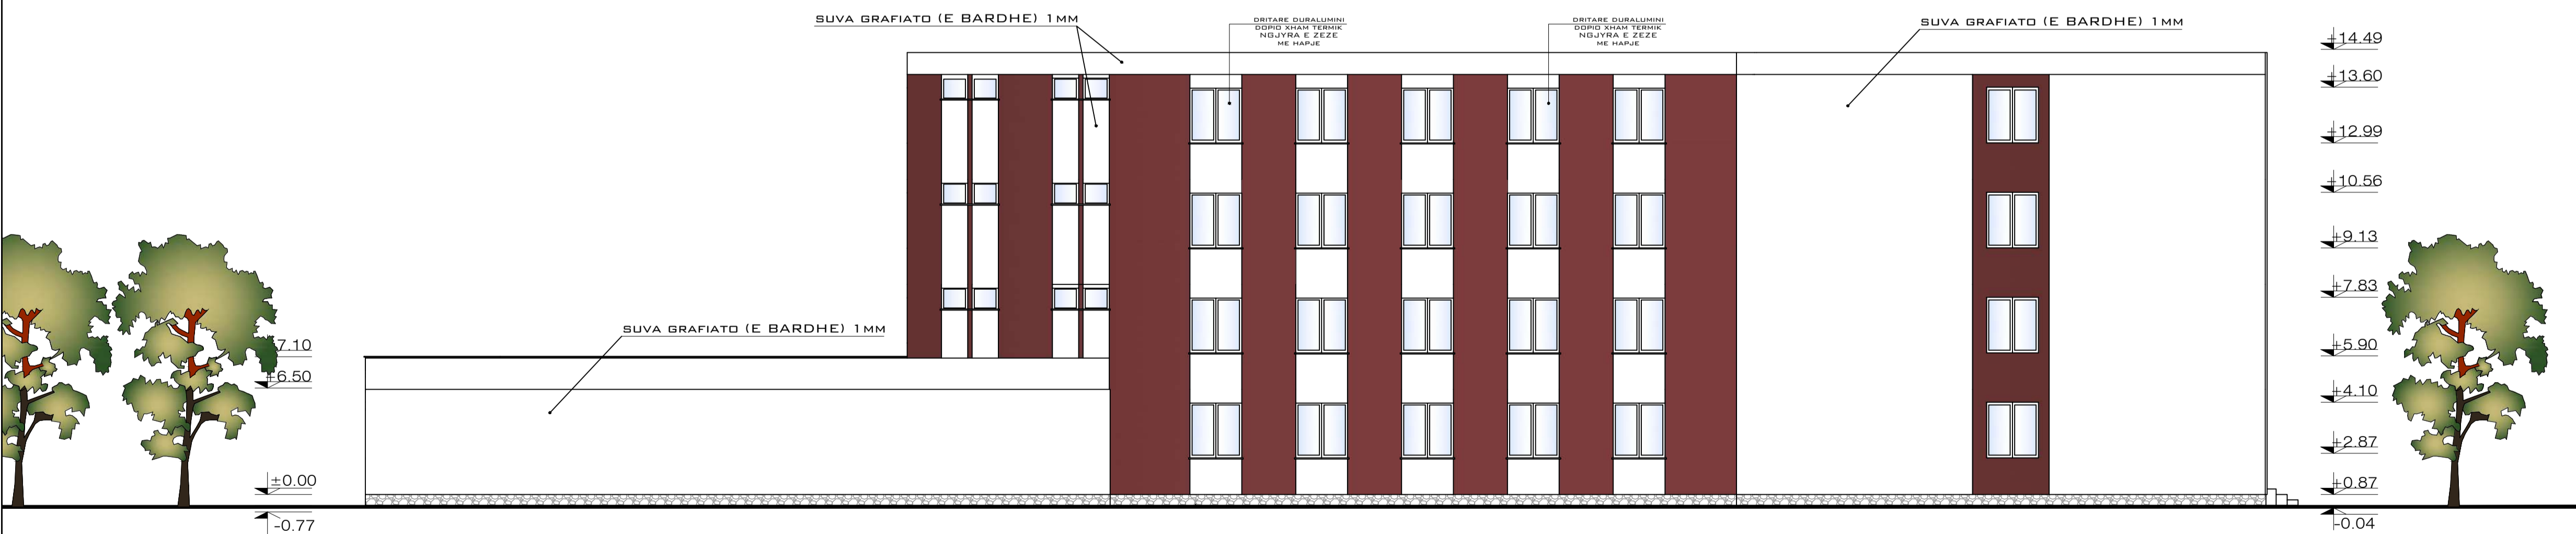 SUVA GRAFIATO (E BARDHE) 1MM
DRITARE DURALUMINI
DOPIO XHAM TERMIK
NGJYRA E ZEZE
ME HAPJE
DRITARE DURALUMINI
DOPIO XHAM TERMIK
NGJYRA E ZEZE
ME HAPJE
SUVA GRAFIATO (E BARDHE) 1MM
SUVA GRAFIATO (E BARDHE) 1MM
7.10
+6.50
±0.00
-0.77
+14.49
+13.60
+12.99
+10.56
+9.13
+7.83
+5.90
+4.10
+2.87
+0.87
-0.04